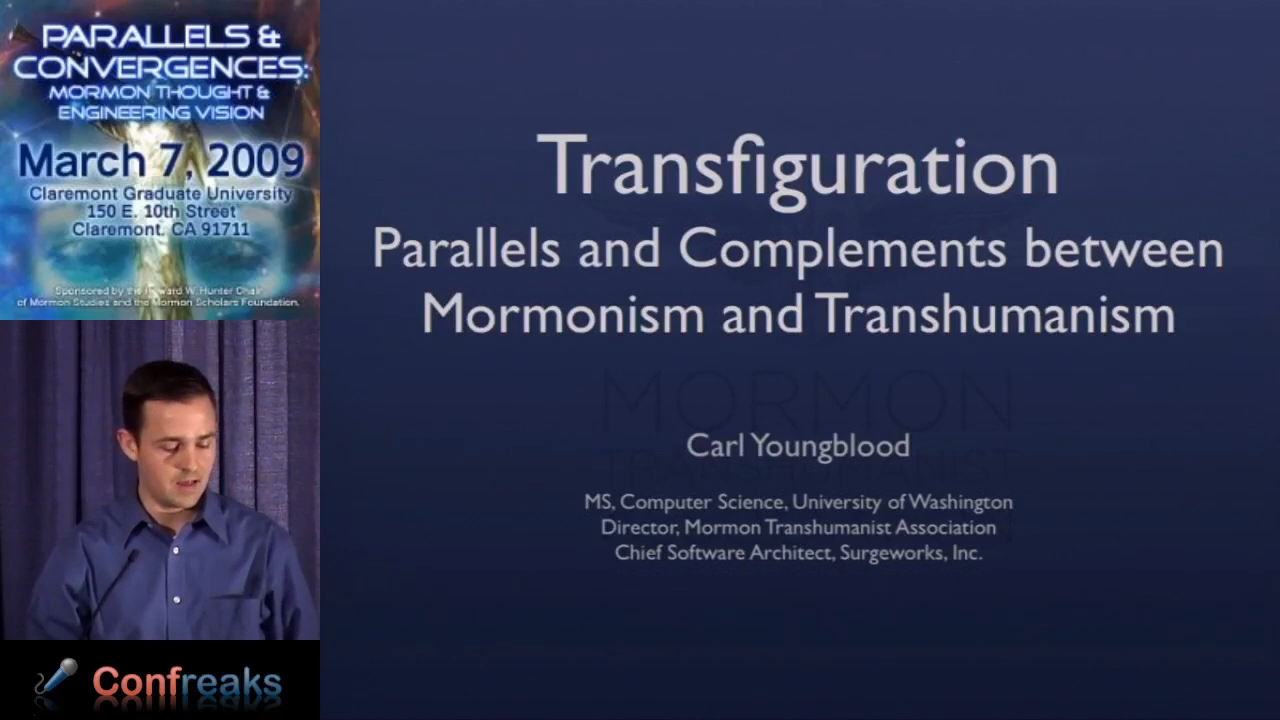 PARALLELS &
CONVERGENCES:
MORMON THOUGHT &
ENGINEERING VISION
March 7, 2009
Claremont Graduate University
150 E. 10th Street
Claremont, CA 91711
Sponsored by the Howard W. Hunter Chair
of Mormon Studies and the Mormon Scholars Foundation.
Confreaks
Transfiguration
Parallels and Complements between
Mormonism and Transhumanism
MORMON
TRANSHUMANIST
Carl Youngblood
MS, Computer Science, University of Washington
Director, Mormon Transhumanist Association
Chief Software Architect, Surgeworks, Inc.